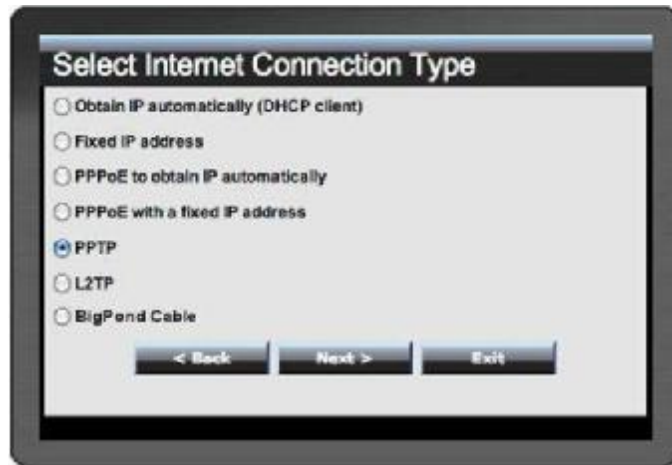 Select Internet Connection Type
Obtain IP automatically (DHCP client)
Fixed IP address
PPPoE to obtain IP automatically
PPPoE with a fixed IP address
PPTP
L2TP
BigPond Cable
< Back Next > Exit